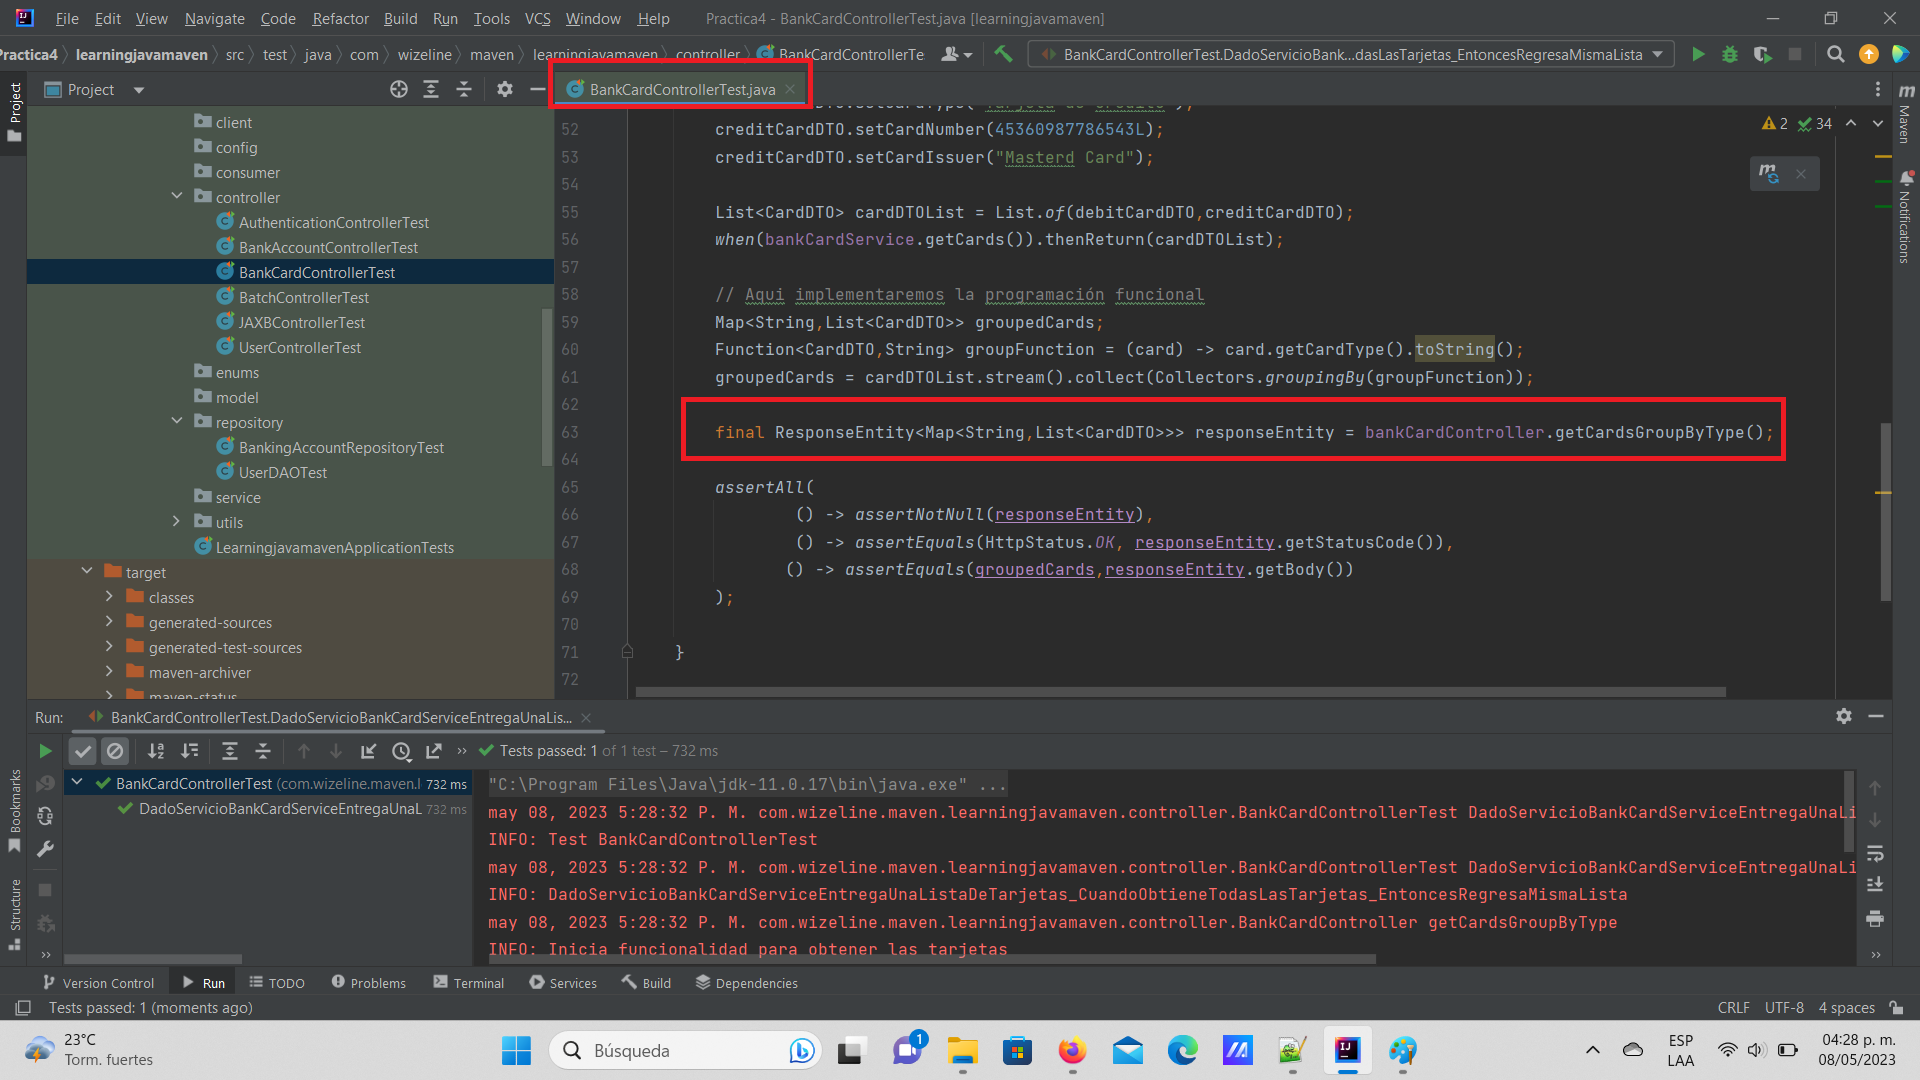 File Edit View Navigate Code Refactor Build Run Tools VCS Window Help Practica4 - BankCardControllerTest.java [learningjavamaven]
Practica4 learningjavamaven src test java com wizeline maven learningjavamaven controller BankCardControllerTe BankCardControllerTest.DadoServicioBank...dasLasTarjetas_EntoncesRegresaMismaLista
Project
Project
BankCardControllerTest.java
Maven
Notifications
client
config
consumer
controller
AuthenticationControllerTest
BankAccountControllerTest
BankCardControllerTest
BatchControllerTest
JAXBControllerTest
UserControllerTest
enums
model
repository
BankingAccountRepositoryTest
UserDAOTest
service
utils
LearningjavamavenApplicationTests
target
classes
generated-sources
generated-test-sources
maven-archiver
maven-status
2 34
52 creditCardDTO.setCardNumber(45360987786543L);
53 creditCardDTO.setCardIssuer("Masterd Card");
54
55 List<CardDTO> cardDTOList = List.of(debitCardDTO,creditCardDTO);
56 when(bankCardService.getCards()).thenReturn(cardDTOList);
57
58 // Aqui implementaremos la programación funcional
59 Map<String,List<CardDTO>> groupedCards;
60 Function<CardDTO,String> groupFunction = (card) -> card.getCardType().toString();
61 groupedCards = cardDTOList.stream().collect(Collectors.groupingBy(groupFunction));
62
63 final ResponseEntity<Map<String,List<CardDTO>>> responseEntity = bankCardController.getCardsGroupByType();
64
65 assertAll(
66 () -> assertNotNull(responseEntity),
67 () -> assertEquals(HttpStatus.OK, responseEntity.getStatusCode()),
68 () -> assertEquals(groupedCards,responseEntity.getBody())
69 );
70
71 }
72
Run: BankCardControllerTest.DadoServicioBankCardServiceEntregaUnaLis...
Tests passed: 1 of 1 test – 732 ms
BankCardControllerTest (com.wizeline.maven.l 732 ms
DadoServicioBankCardServiceEntregaUnaL 732 ms
"C:\Program Files\Java\jdk-11.0.17\bin\java.exe" ...
may 08, 2023 5:28:32 P. M. com.wizeline.maven.learningjavamaven.controller.BankCardControllerTest DadoServicioBankCardServiceEntregaUnaLi
INFO: Test BankCardControllerTest
may 08, 2023 5:28:32 P. M. com.wizeline.maven.learningjavamaven.controller.BankCardControllerTest DadoServicioBankCardServiceEntregaUnaLi
INFO: DadoServicioBankCardServiceEntregaUnaListaDeTarjetas_CuandoObtieneTodasLasTarjetas_EntoncesRegresaMismaLista
may 08, 2023 5:28:32 P. M. com.wizeline.maven.learningjavamaven.controller.BankCardController getCardsGroupByType
INFO: Inicia funcionalidad para obtener las tarjetas
Bookmarks
Structure
Version Control Run TODO Problems Terminal Services Build Dependencies
Tests passed: 1 (moments ago) CRLF UTF-8 4 spaces
23°C
Torm. fuertes
Búsqueda
1
ESP
LAA
04:28 p. m.
08/05/2023